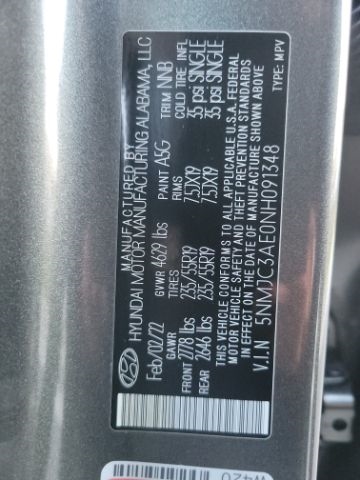 MANUFACTURED BY
HYUNDAI MOTOR MANUFACTURING ALABAMA, LLC
Feb/02/22 GVWR 4629 lbs PAINT A5G TRIM NNB
GAWR TIRES RIMS COLD TIRE INFL
FRONT 2778 lbs 235/55R19 7.5JX19 35 psi SINGLE
REAR 2646 lbs 235/55R19 7.5JX19 35 psi SINGLE
THIS VEHICLE CONFORMS TO ALL APPLICABLE U.S.A. FEDERAL
MOTOR VEHICLE SAFETY, AND THEFT PREVENTION STANDARDS
IN EFFECT ON THE DATE OF MANUFACTURE SHOWN ABOVE
V.I.N 5NMJC3AE0NH091348 TYPE: MPV
W420